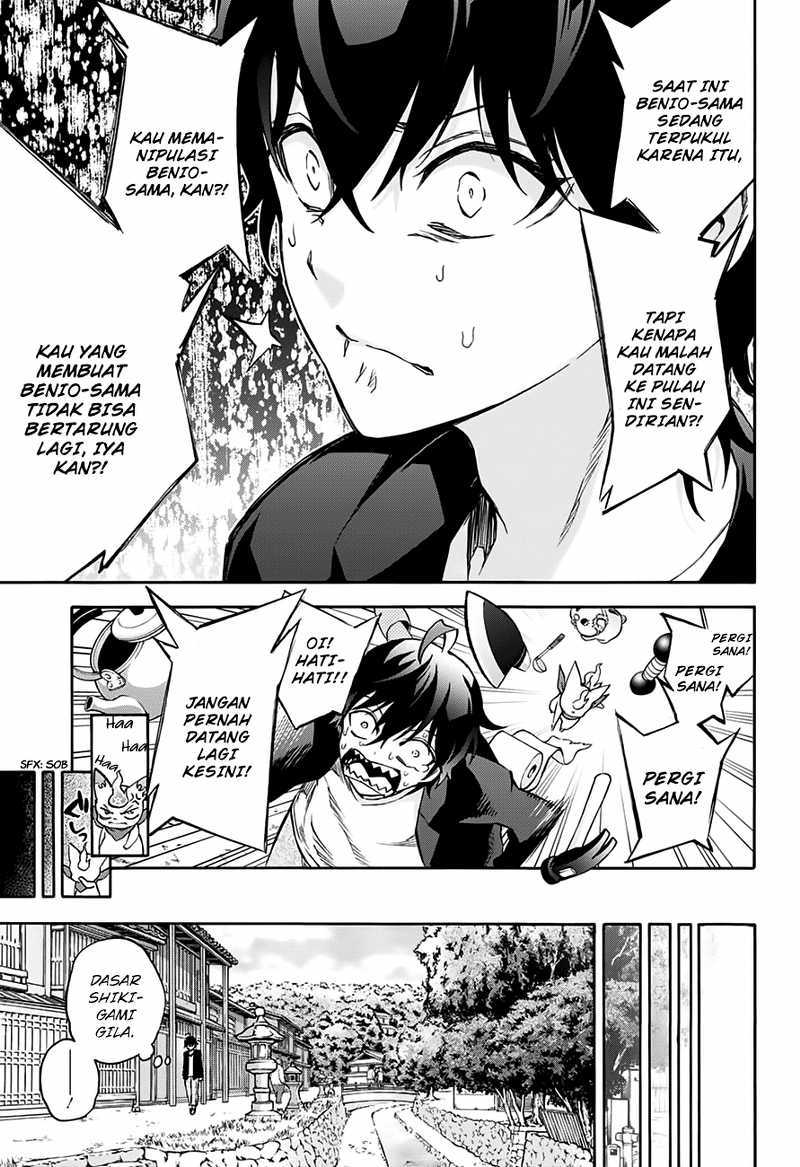 SAAT INI
BENIO-SAMA
SEDANG
TERPUKUL
KARENA ITU,
TAPI
KENAPA
KAU MALAH
DATANG
KE PULAU
INI SEN-
DIRIAN?!
KAU MEMA-
NIPULASI
BENIO-
SAMA, KAN?!
KAU YANG
MEMBUAT
BENIO-SAMA
TIDAK BISA
BERTARUNG
LAGI, IYA
KAN?!
PERGI
SANA!
PERGI
SANA!
PERGI
SANA!
OI!
HATI-
HATI!!
JANGAN
PERNAH
DATANG
LAGI
KESINI!
Haa
Haa
Haa
SFX: SOB
DASAR
SHIKI-
GAMI
GILA.